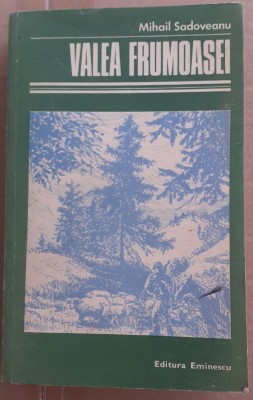 Mihail Sadoveanu
VALEA FRUMOASEI
Editura Eminescu